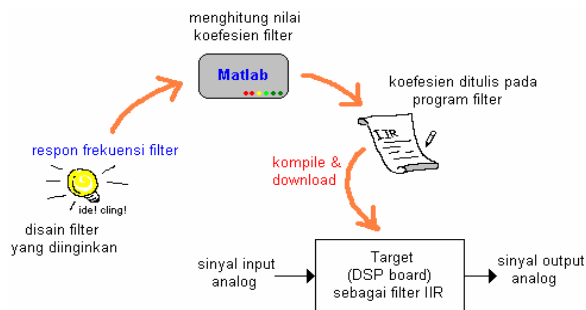 menghitung nilai
koefesien filter
Matlab
koefesien ditulis pada
program filter
IIR
respon frekuensi filter
ide! cling!
disain filter
yang diinginkan
kompile &
download
sinyal input
analog
Target
(DSP board)
sebagai filter IIR
sinyal output
analog